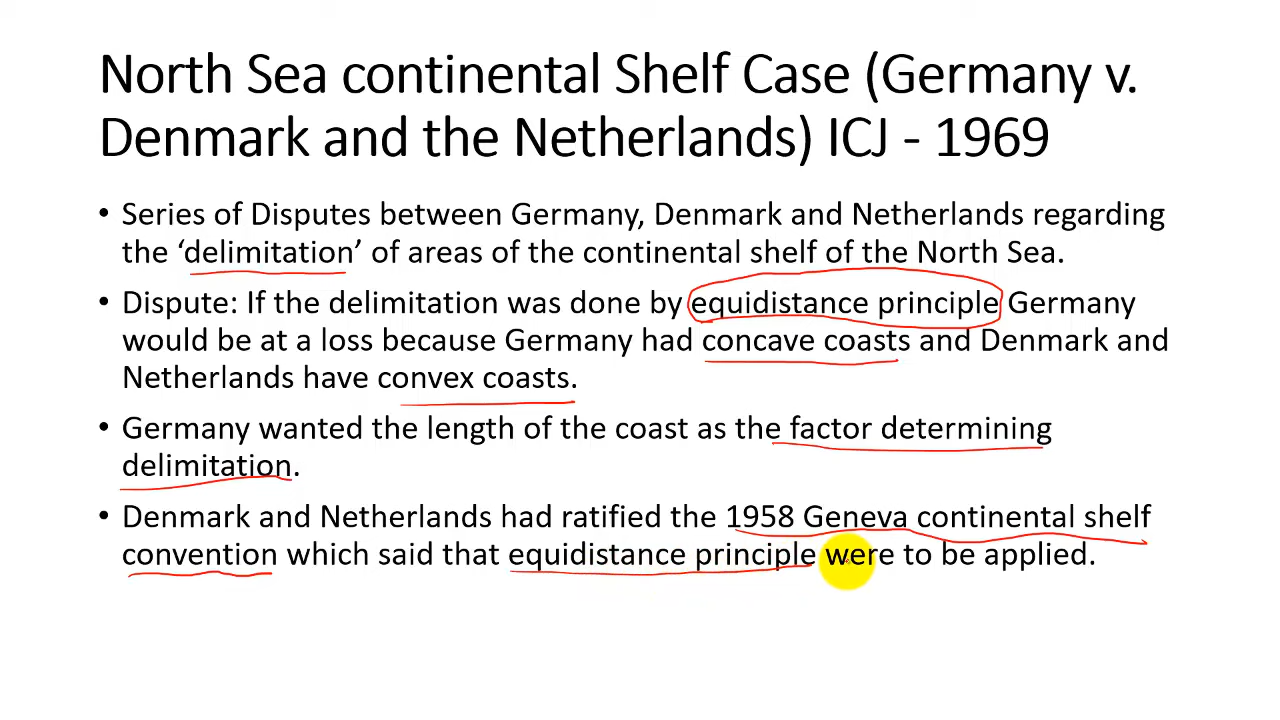 North Sea continental Shelf Case (Germany v.
Denmark and the Netherlands) ICJ - 1969
• Series of Disputes between Germany, Denmark and Netherlands regarding
the ‘delimitation’ of areas of the continental shelf of the North Sea.
• Dispute: If the delimitation was done by equidistance principle Germany
would be at a loss because Germany had concave coasts and Denmark and
Netherlands have convex coasts.
• Germany wanted the length of the coast as the factor determining
delimitation.
• Denmark and Netherlands had ratified the 1958 Geneva continental shelf
convention which said that equidistance principle were to be applied.